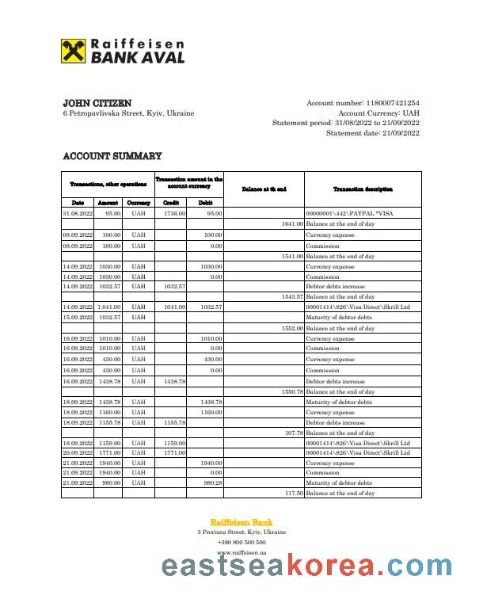 Raiffeisen
BANK AVAL
JOHN CITIZEN
6 Petropavlivska Street, Kyiv, Ukraine
Account number: 1180007421254
Account Currency: UAH
Statement period: 31/08/2022 to 21/09/2022
Statement date: 21/09/2022
ACCOUNT SUMMARY
Transactions, other operations
Transaction amount in the account currency
Balance at th end
Transaction description
Date Amount Currency Credit Debit
31.08.2022 95.00 UAH 1736.00 95.00 00000001\442\PAYPAL *VISA
1641.00 Balance at the end of day
08.09.2022 100.00 UAH 100.00 Currency expense
08.09.2022 100.00 UAH 0.00 Commission
1541.00 Balance at the end of day
14.09.2022 1030.00 UAH 1030.00 Currency expense
14.09.2022 1030.00 UAH 0.00 Commission
14.09.2022 1032.57 UAH 1032.57 Debtor debts increase
1543.57 Balance at the end of day
14.09.2022 1,041.00 UAH 1041.00 1032.57 00001414\826\Visa Direct\Skrill Ltd
15.09.2022 1032.57 UAH Maturity of debtor debts
1552.00 Balance at the end of day
16.09.2022 1010.00 UAH 1010.00 Currency expense
16.09.2022 1010.00 UAH 0.00 Commission
16.09.2022 430.00 UAH 430.00 Currency expense
16.09.2022 430.00 UAH 0.00 Commission
16.09.2022 1438.78 UAH 1438.78 Debtor debts increase
1550.78 Balance at the end of day
18.09.2022 1438.78 UAH 1438.78 Maturity of debtor debts
18.09.2022 1160.00 UAH 1160.00 Currency expense
18.09.2022 1155.78 UAH 1155.78 Debtor debts increase
107.78 Balance at the end of day
18.09.2022 1159.00 UAH 1159.00 00001414\826\Visa Direct\Skrill Ltd
20.09.2022 1771.00 UAH 1771.00 00001414\826\Visa Direct\Skrill Ltd
21.09.2022 1940.00 UAH 1940.00 Currency expense
21.09.2022 1940.00 UAH 0.00 Commission
21.09.2022 980.00 UAH 980.28 Maturity of debtor debts
117.50 Balance at the end of day
Raiffeisen Bank
Street, Kyiv, Ukraine
+380 800 500 500
www.raiffeisen.ua
eastseakorea.com